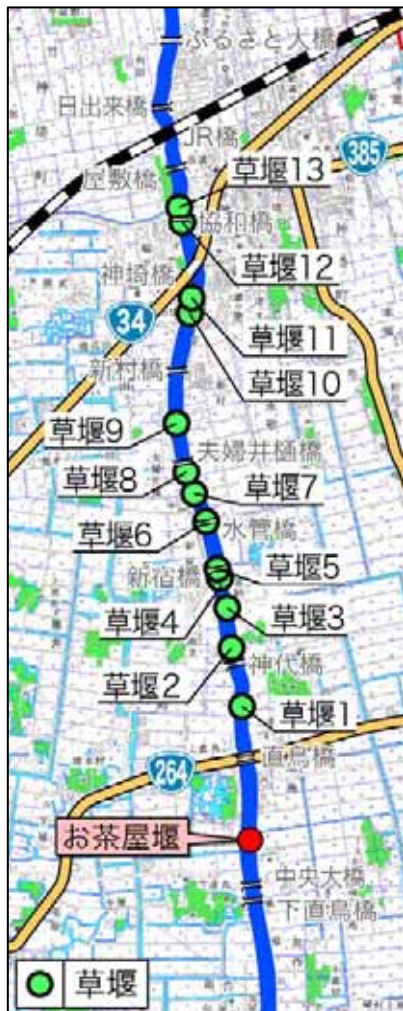 ふるさと大橋
日出来橋
JR橋
385
屋敷橋
草堰13
協和橋
草堰12
神埼橋
34
草堰11
草堰10
新村橋
草堰9
夫婦井樋橋
草堰8
草堰7
草堰6
水管橋
新宿橋
草堰5
草堰4
草堰3
草堰2
神代橋
草堰1
直鳥橋
264
お茶屋堰
中央大橋
下直鳥橋
草堰